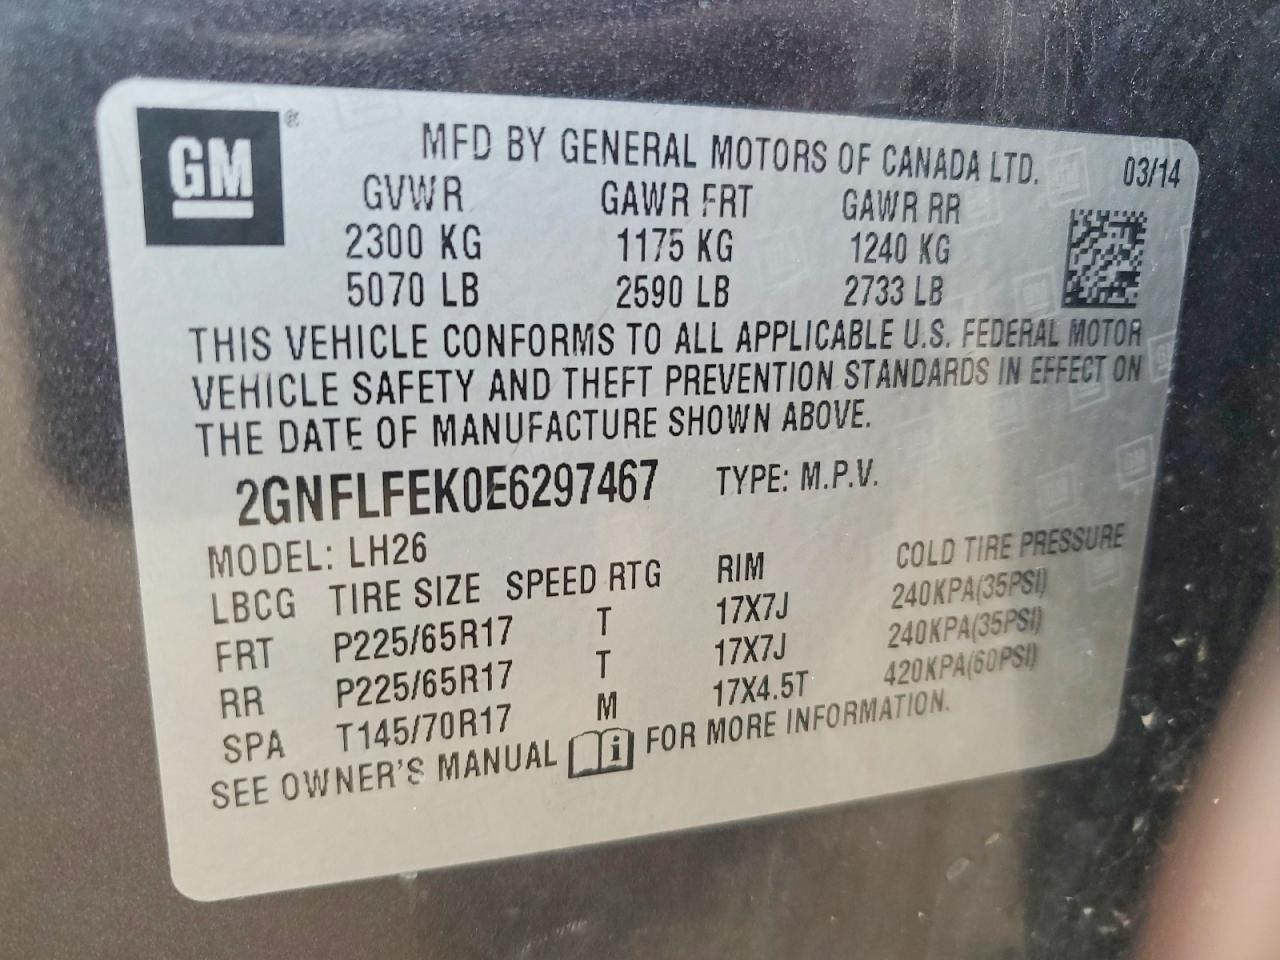 GM ®
MFD BY GENERAL MOTORS OF CANADA LTD. 03/14
GVWR GAWR FRT GAWR RR
2300 KG 1175 KG 1240 KG
5070 LB 2590 LB 2733 LB
THIS VEHICLE CONFORMS TO ALL APPLICABLE U.S. FEDERAL MOTOR
VEHICLE SAFETY AND THEFT PREVENTION STANDARDS IN EFFECT ON
THE DATE OF MANUFACTURE SHOWN ABOVE.
2GNFLFEK0E6297467 TYPE: M.P.V.
MODEL: LH26
LBCG TIRE SIZE SPEED RTG RIM COLD TIRE PRESSURE
FRT P225/65R17 T 17X7J 240KPA(35PSI)
RR P225/65R17 T 17X7J 240KPA(35PSI)
SPA T145/70R17 M 17X4.5T 420KPA(60PSI)
SEE OWNER'S MANUAL i FOR MORE INFORMATION.